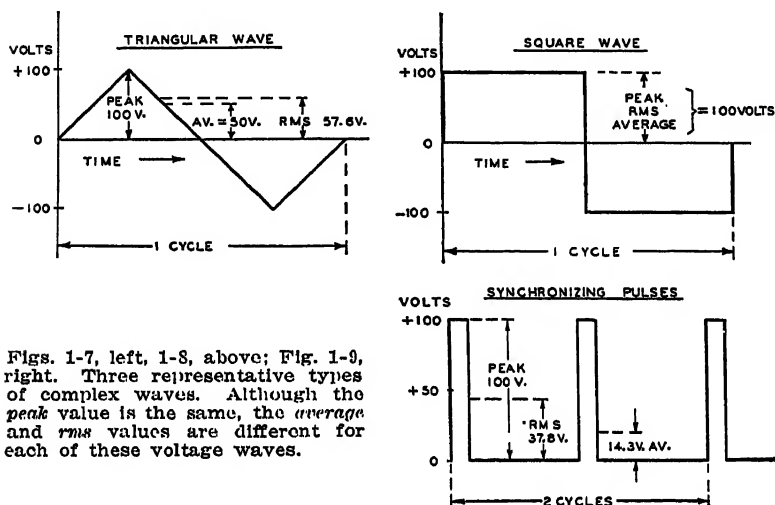 TRIANGULAR WAVE
VOLTS
+100
PEAK
100 V.
AV. = 50V.
RMS 57.6V.
0
TIME
-100
1 CYCLE
SQUARE WAVE
VOLTS
+100
PEAK
RMS
AVERAGE
=100VOLTS
0
TIME
-100
1 CYCLE
SYNCHRONIZING PULSES
VOLTS
+100
PEAK
100 V.
+50
RMS
37.8V.
14.3V. AV.
0
2 CYCLES
Figs. 1-7, left, 1-8, above; Fig. 1-9,
right. Three representative types
of complex waves. Although the
peak value is the same, the average
and rms values are different for
each of these voltage waves.